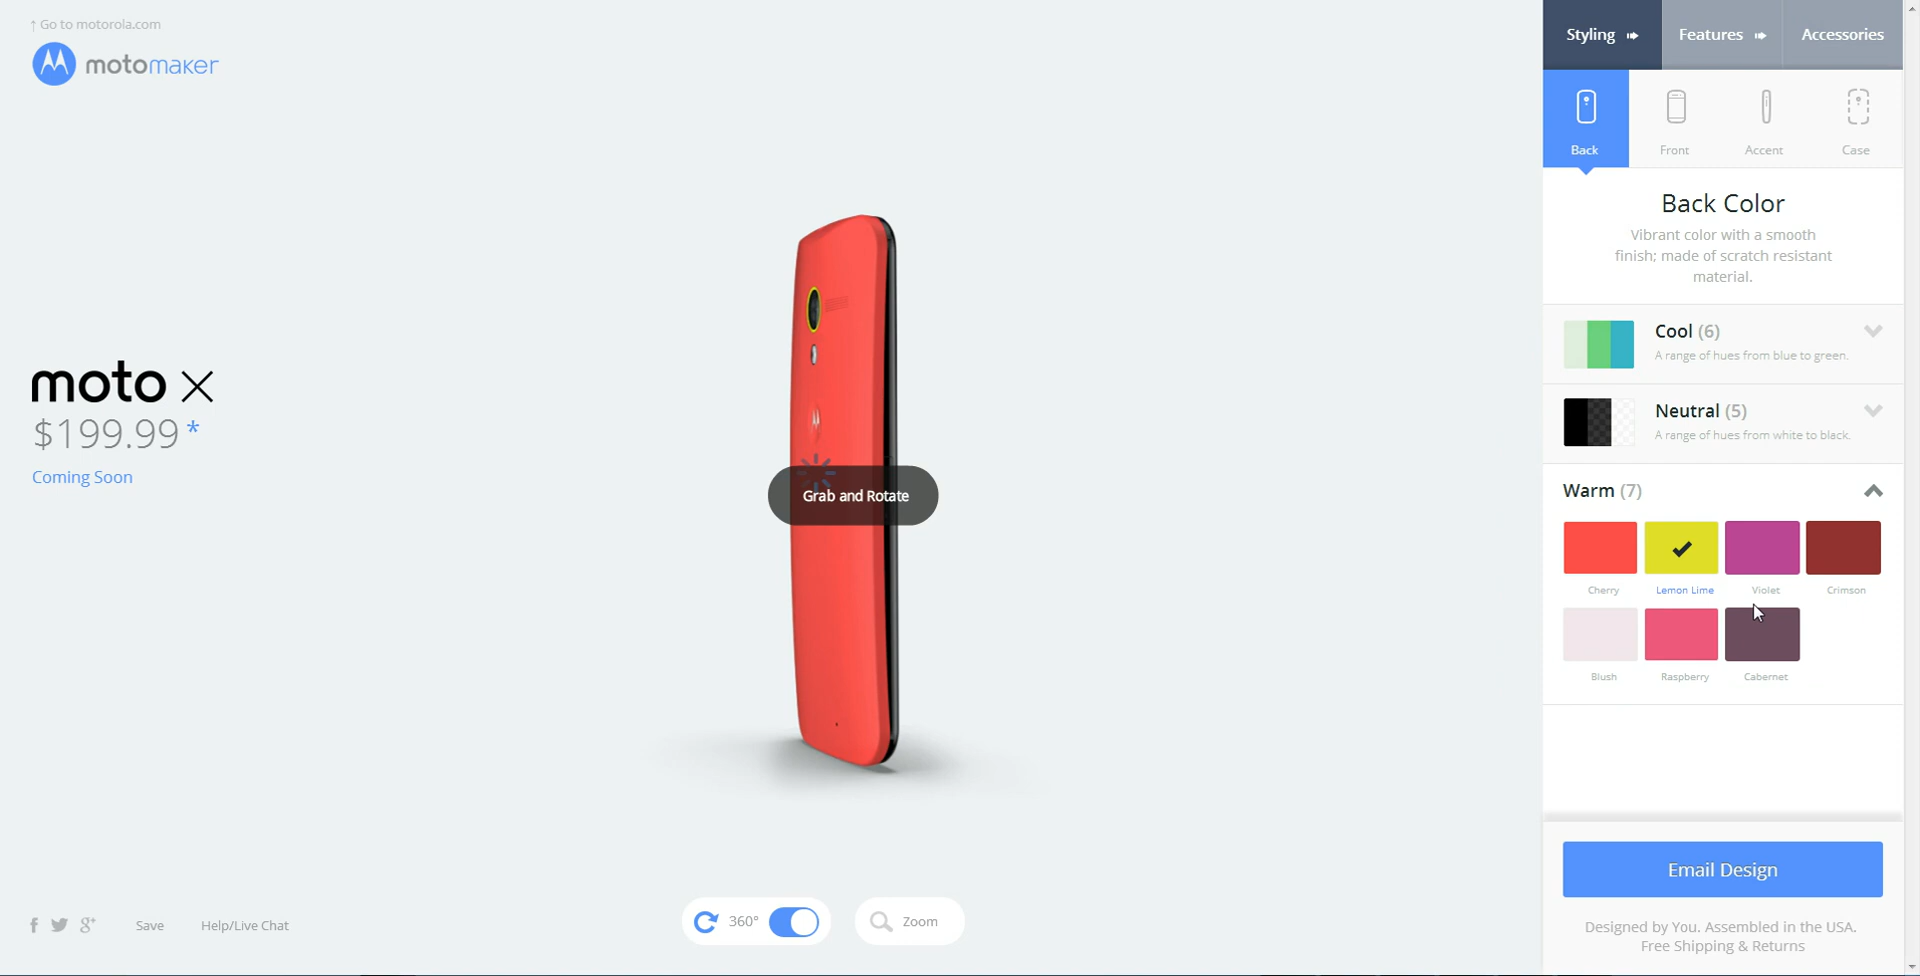 ↑ Go to motorola.com
motomaker
moto x
$199.99 *
Coming Soon
Grab and Rotate
360°
Zoom
Save
Help/Live Chat
Styling
Features
Accessories
Back
Front
Accent
Case
Back Color
Vibrant color with a smooth
finish; made of scratch resistant
material.
Cool (6)
A range of hues from blue to green.
Neutral (5)
A range of hues from white to black.
Warm (7)
Cherry
Lemon Lime
Violet
Crimson
Blush
Raspberry
Cabernet
Email Design
Designed by You. Assembled in the USA.
Free Shipping & Returns